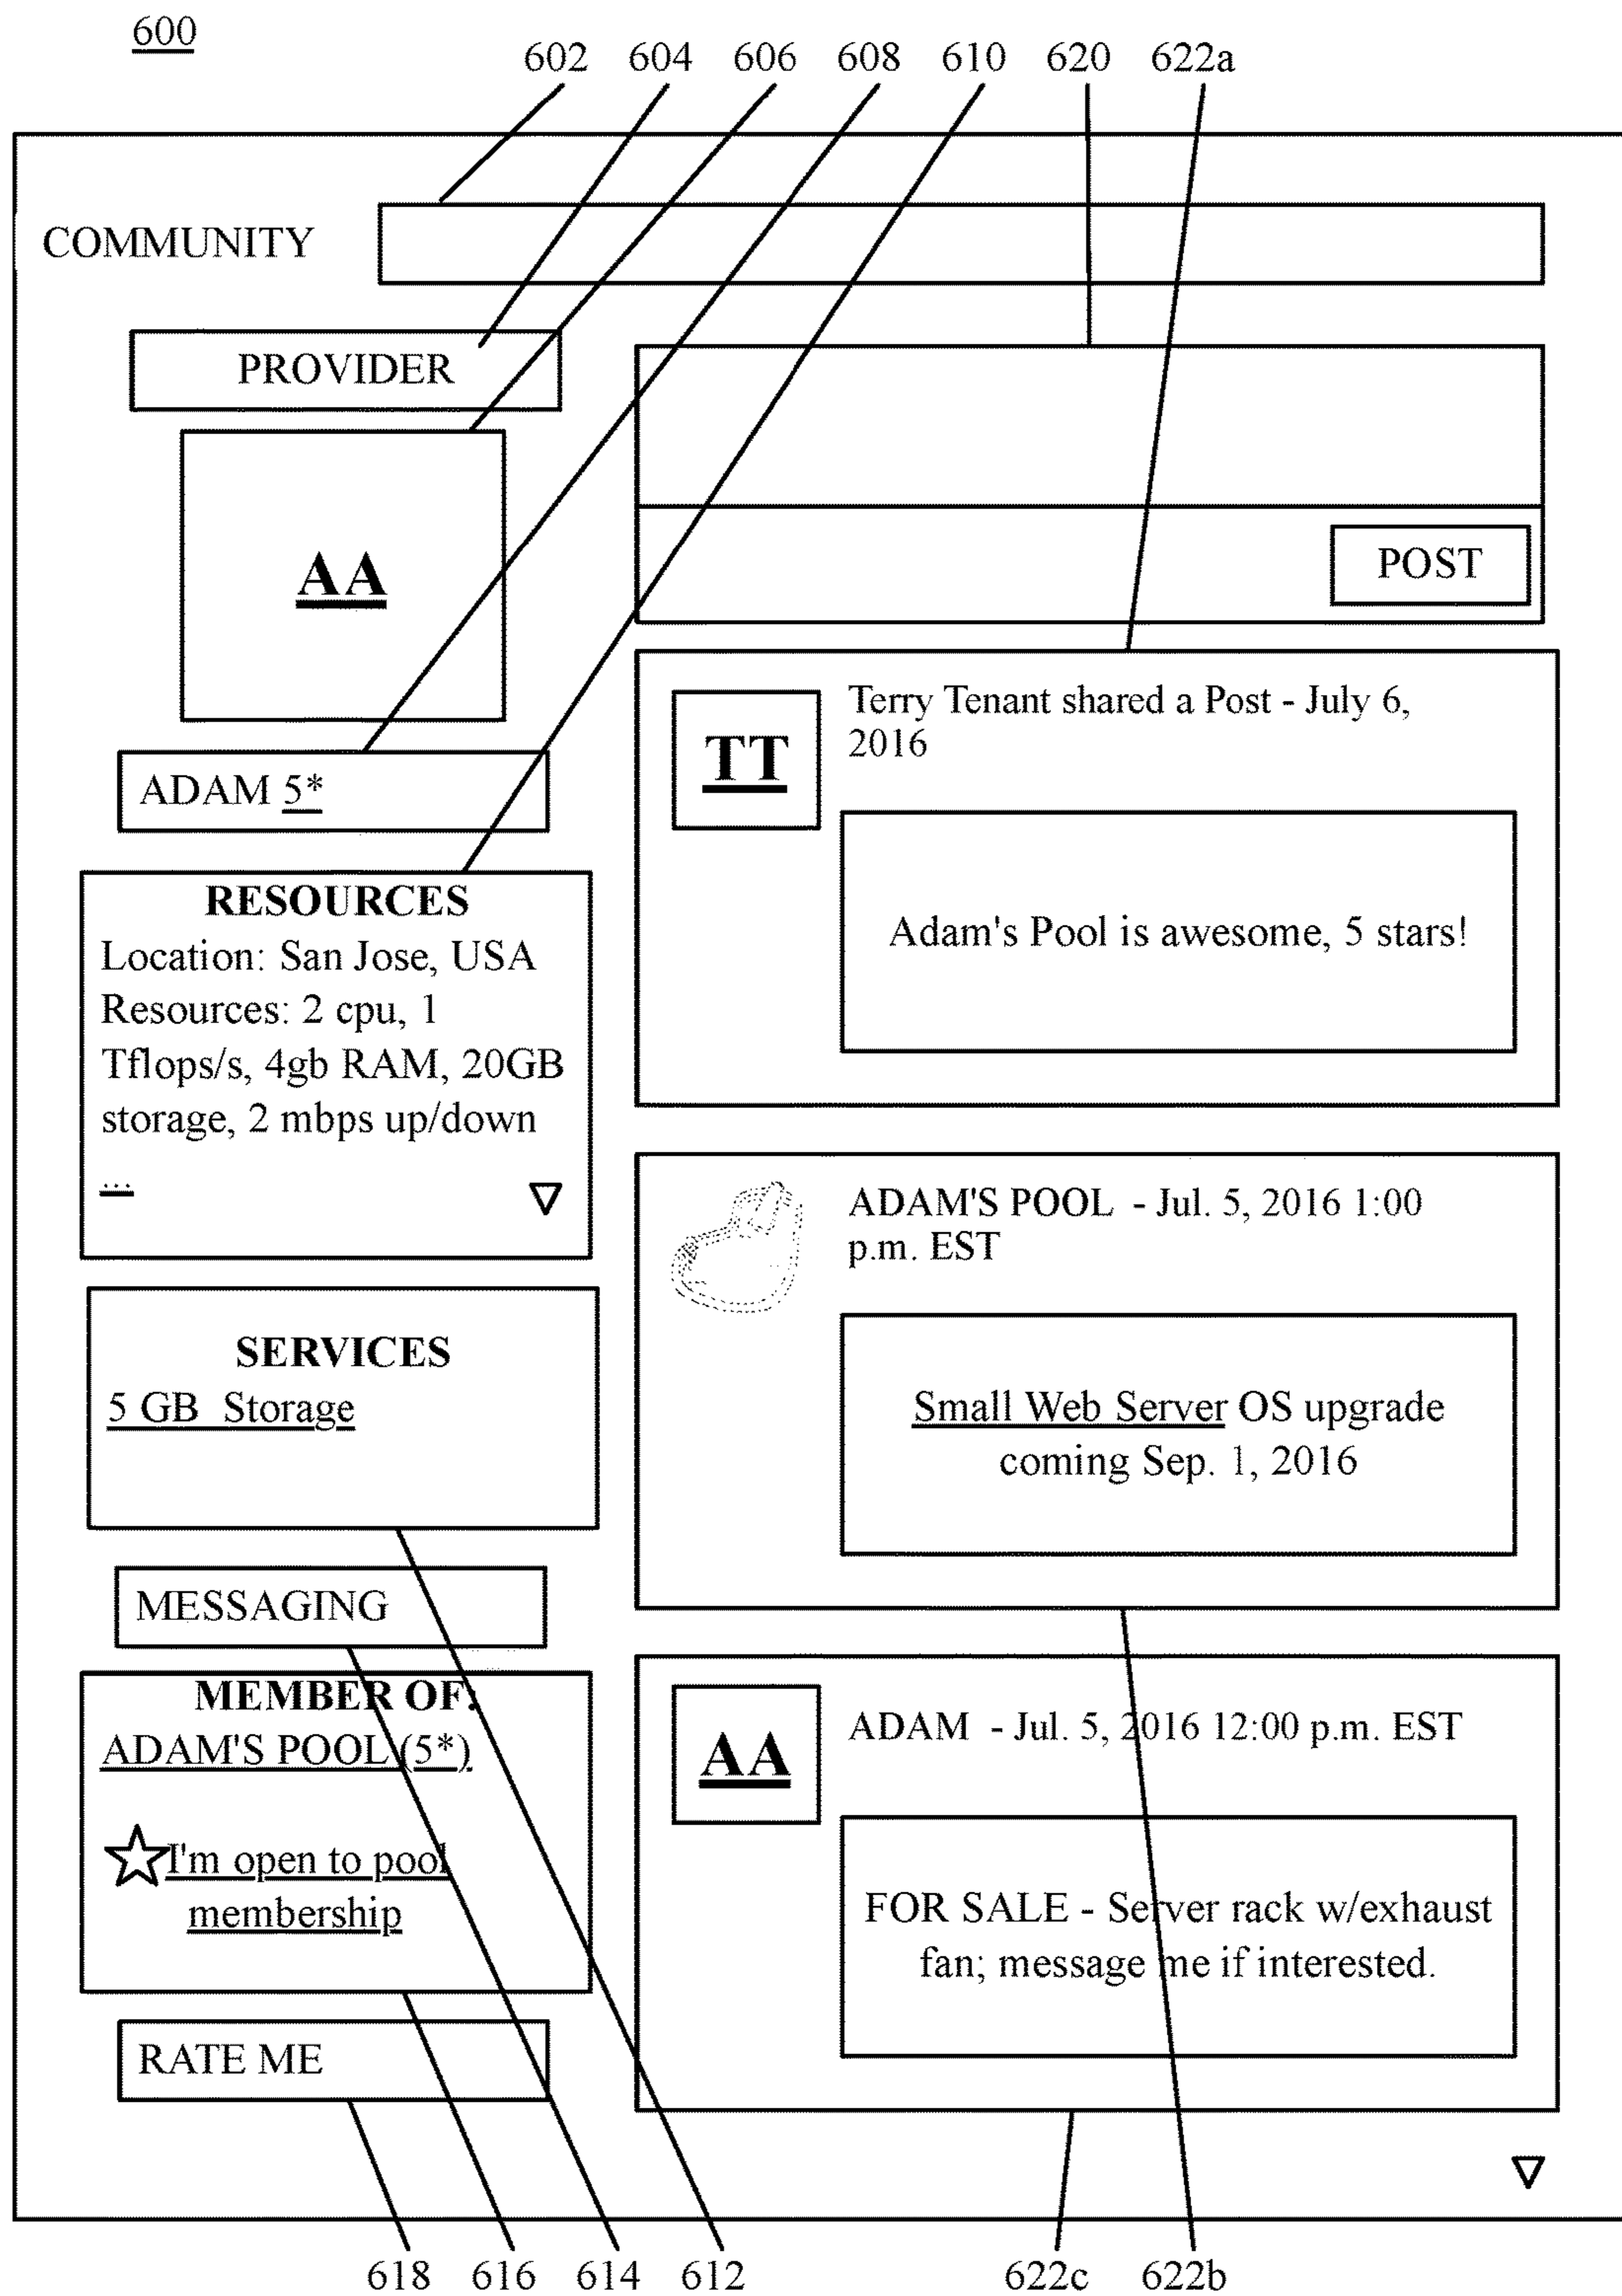 600
602 604 606 608 610 620 622a
COMMUNITY
PROVIDER
AA
ADAM 5*
RESOURCES
Location: San Jose, USA
Resources: 2 cpu, 1
Tflops/s, 4gb RAM, 20GB
storage, 2 mbps up/down
...
SERVICES
5 GB Storage
MESSAGING
MEMBER OF:
ADAM'S POOL (5*)
I'm open to pool
membership
RATE ME
POST
TT
Terry Tenant shared a Post - July 6,
2016
Adam's Pool is awesome, 5 stars!
ADAM'S POOL - Jul. 5, 2016 1:00
p.m. EST
Small Web Server OS upgrade
coming Sep. 1, 2016
AA
ADAM - Jul. 5, 2016 12:00 p.m. EST
FOR SALE - Server rack w/exhaust
fan; message me if interested.
618 616 614 612 622c 622b